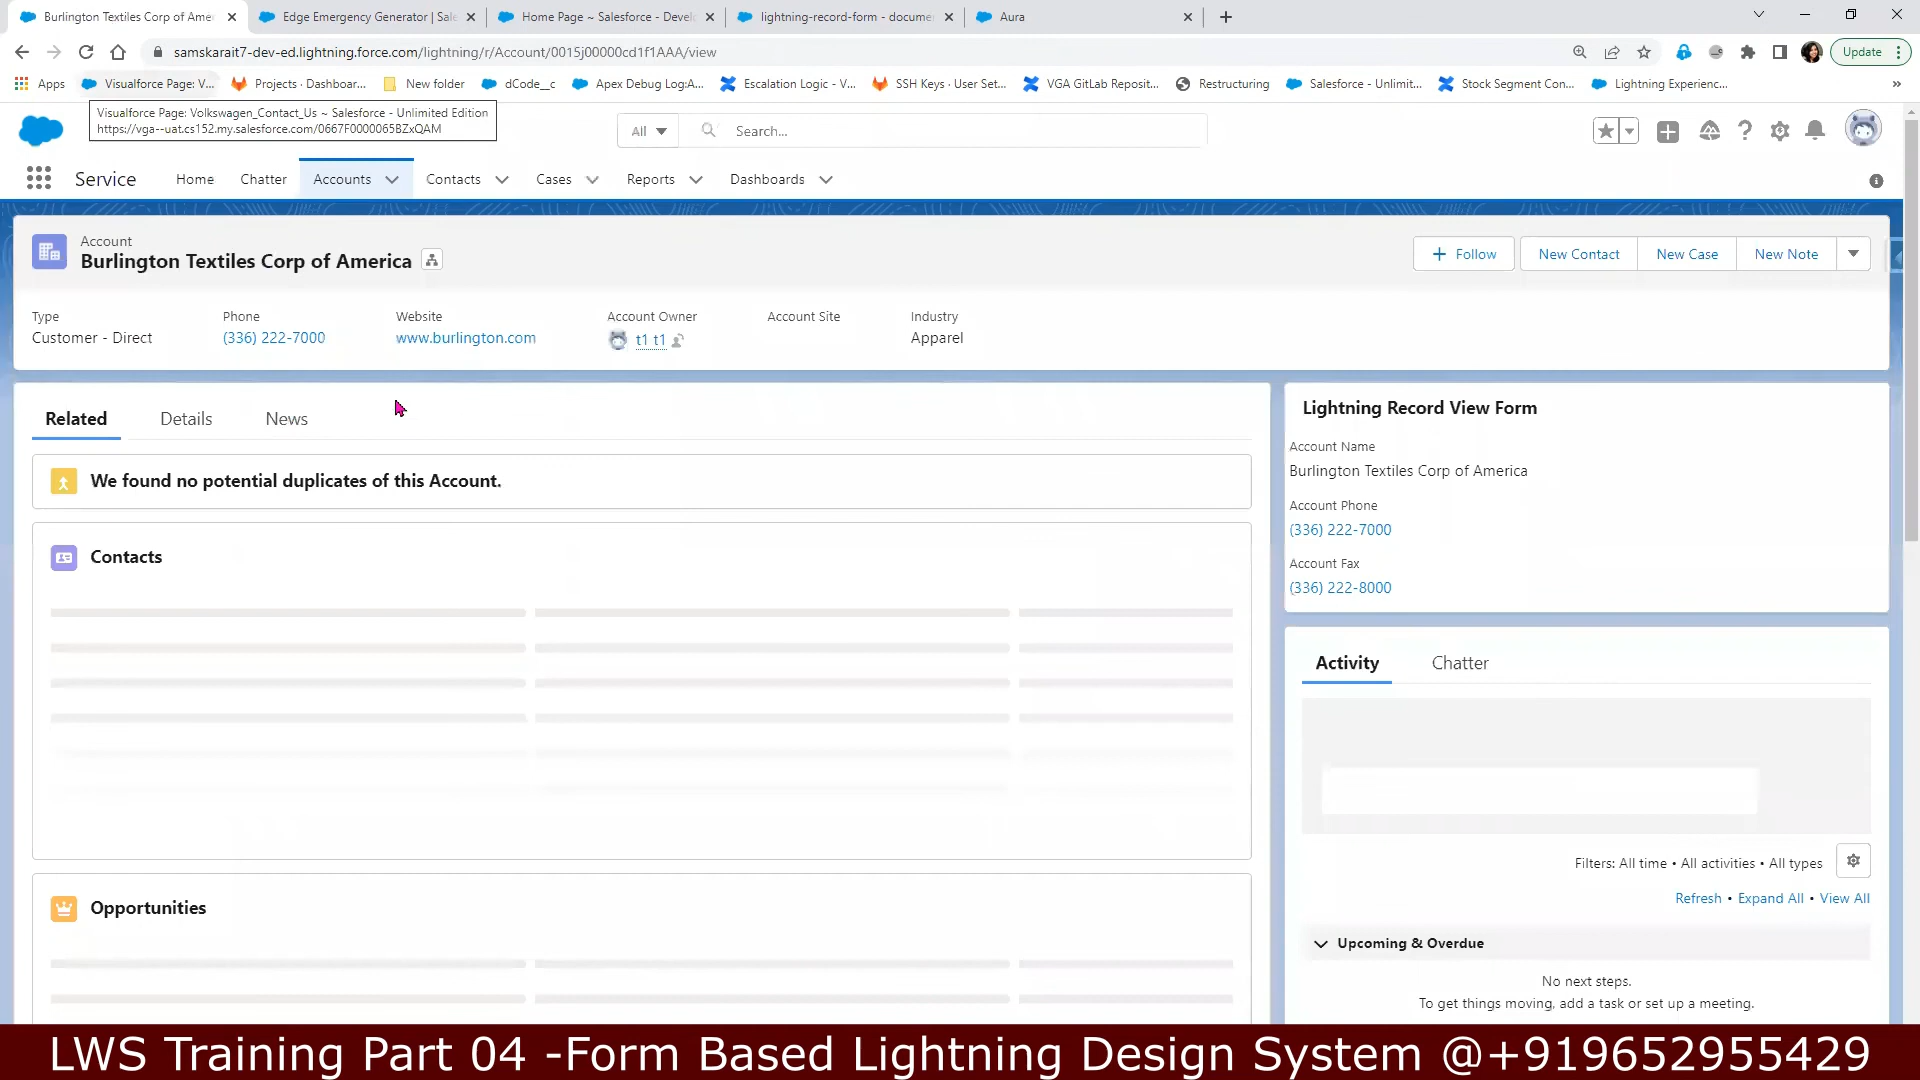 Burlington Textiles Corp of Ame
Edge Emergency Generator | Sale
Home Page ~ Salesforce - Develo
lightning-record-form - docume
Aura
samskarait7-dev-ed.lightning.force.com/lightning/r/Account/0015j00000cd1f1AAA/view
Update
Apps
Visualforce Page: V...
Projects · Dashboar...
New folder
dCode__c
Apex Debug Log:A...
Escalation Logic - V...
SSH Keys · User Set...
VGA GitLab Reposit...
Restructuring
Salesforce - Unlimit...
Stock Segment Con...
Lightning Experienc...
»
Visualforce Page: Volkswagen_Contact_Us ~ Salesforce - Unlimited Edition
https://vga--uat.cs152.my.salesforce.com/0667F0000065BZxQAM
All
Search...
Service
Home
Chatter
Accounts
Contacts
Cases
Reports
Dashboards
Account
Burlington Textiles Corp of America
Follow
New Contact
New Case
New Note
Type
Phone
Website
Account Owner
Account Site
Industry
Customer - Direct
(336) 222-7000
www.burlington.com
t1 t1
Apparel
Related
Details
News
Lightning Record View Form
Account Name
Burlington Textiles Corp of America
Account Phone
(336) 222-7000
Account Fax
(336) 222-8000
We found no potential duplicates of this Account.
Contacts
Activity
Chatter
Filters: All time • All activities • All types
Refresh • Expand All • View All
Opportunities
Upcoming & Overdue
No next steps.
To get things moving, add a task or set up a meeting.
LWS Training Part 04 -Form Based Lightning Design System @+919652955429